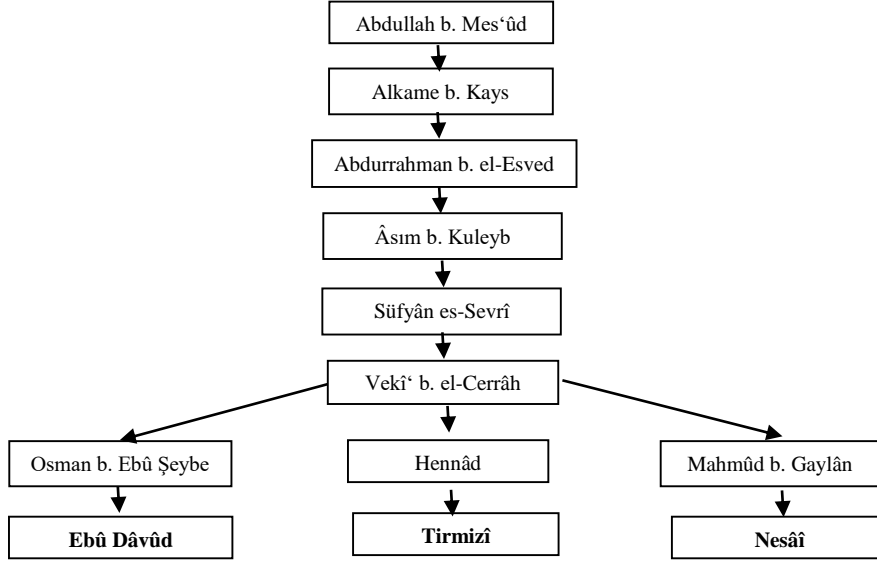 Abdullah b. Mes‘ûd
Alkame b. Kays
Abdurrahman b. el-Esved
Âsım b. Kuleyb
Süfyân es-Sevrî
Vekî‘ b. el-Cerrâh
Osman b. Ebû Şeybe
Hennâd
Mahmûd b. Gaylân
Ebû Dâvûd
Tirmizî
Nesâî